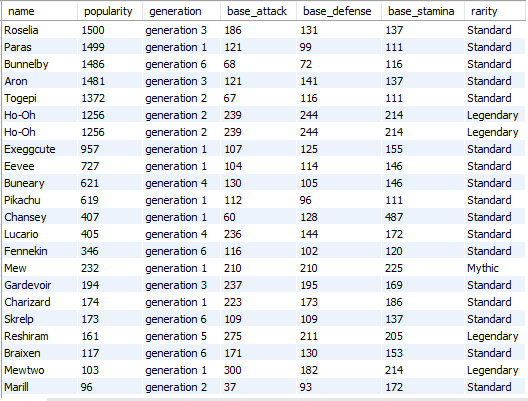 name popularity generation base_attack base_defense base_stamina rarity
Roselia 1500 generation 3 186 131 137 Standard
Paras 1499 generation 1 121 99 111 Standard
Bunnelby 1486 generation 6 68 72 116 Standard
Aron 1481 generation 3 121 141 137 Standard
Togepi 1372 generation 2 67 116 111 Standard
Ho-Oh 1256 generation 2 239 244 214 Legendary
Ho-Oh 1256 generation 2 239 244 214 Legendary
Exeggcute 957 generation 1 107 125 155 Standard
Eevee 727 generation 1 104 114 146 Standard
Buneary 621 generation 4 130 105 146 Standard
Pikachu 619 generation 1 112 96 111 Standard
Chansey 407 generation 1 60 128 487 Standard
Lucario 405 generation 4 236 144 172 Standard
Fennekin 346 generation 6 116 102 120 Standard
Mew 232 generation 1 210 210 225 Mythic
Gardevoir 194 generation 3 237 195 169 Standard
Charizard 174 generation 1 223 173 186 Standard
Skrelp 173 generation 6 109 109 137 Standard
Reshiram 161 generation 5 275 211 205 Legendary
Braixen 117 generation 6 171 130 153 Standard
Mewtwo 103 generation 1 300 182 214 Legendary
Marill 96 generation 2 37 93 172 Standard